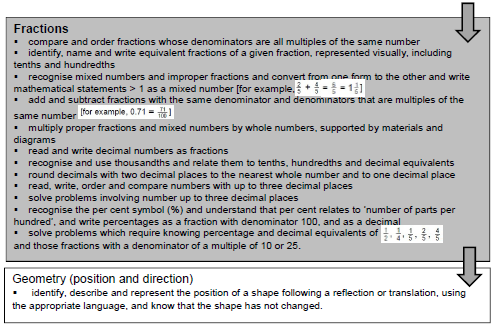 Fractions
▪ compare and order fractions whose denominators are all multiples of the same number
▪ identify, name and write equivalent fractions of a given fraction, represented visually, including
tenths and hundredths
▪ recognise mixed numbers and improper fractions and convert from one form to the other and write
mathematical statements > 1 as a mixed number [for example, 2/5 + 4/5 = 6/5 = 1 1/5]
▪ add and subtract fractions with the same denominator and denominators that are multiples of the
same number [for example, 0.71 = 71/100]
▪ multiply proper fractions and mixed numbers by whole numbers, supported by materials and
diagrams
▪ read and write decimal numbers as fractions
▪ recognise and use thousandths and relate them to tenths, hundredths and decimal equivalents
▪ round decimals with two decimal places to the nearest whole number and to one decimal place
▪ read, write, order and compare numbers with up to three decimal places
▪ solve problems involving number up to three decimal places
▪ recognise the per cent symbol (%) and understand that per cent relates to 'number of parts per
hundred', and write percentages as a fraction with denominator 100, and as a decimal
▪ solve problems which require knowing percentage and decimal equivalents of 1/2, 1/4, 1/5, 2/5, 4/5
and those fractions with a denominator of a multiple of 10 or 25.
Geometry (position and direction)
▪ identify, describe and represent the position of a shape following a reflection or translation, using
the appropriate language, and know that the shape has not changed.